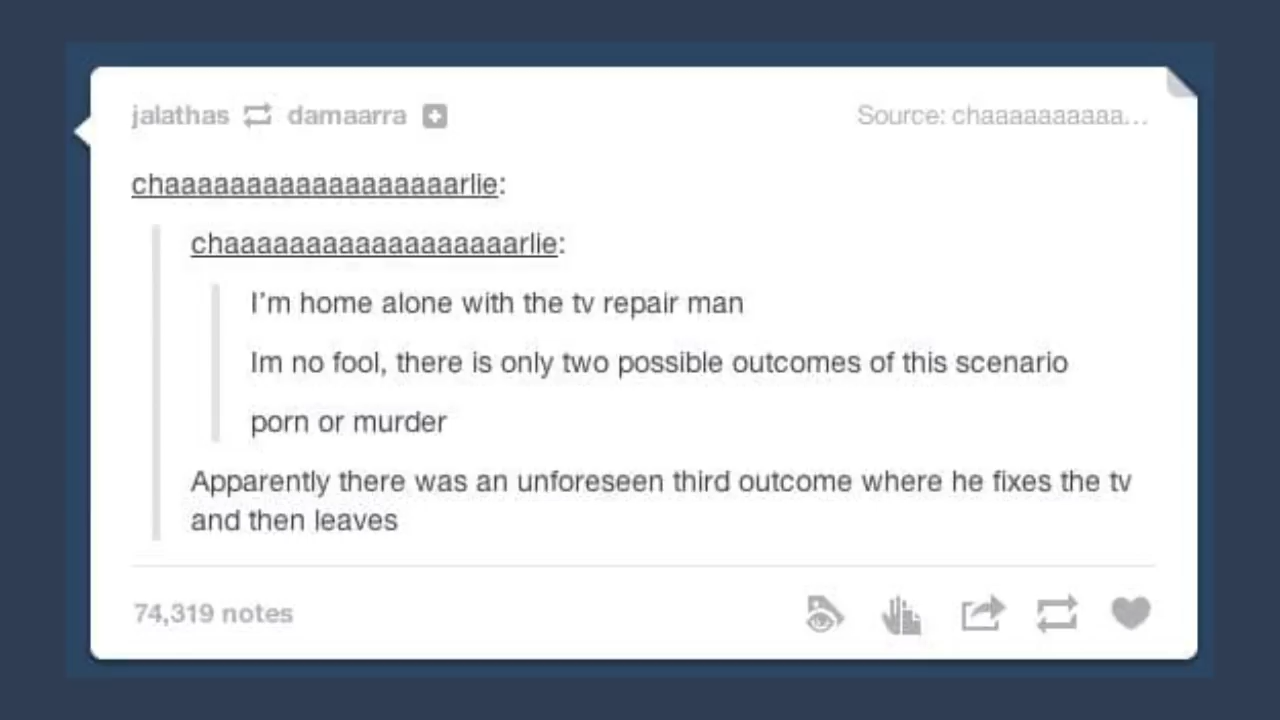 jalathas damaarra
Source: chaaaaaaaaaa...
chaaaaaaaaaaaaaaaaaarlie:
chaaaaaaaaaaaaaaaaaarlie:
I'm home alone with the tv repair man
Im no fool, there is only two possible outcomes of this scenario
porn or murder
Apparently there was an unforeseen third outcome where he fixes the tv
and then leaves
74,319 notes